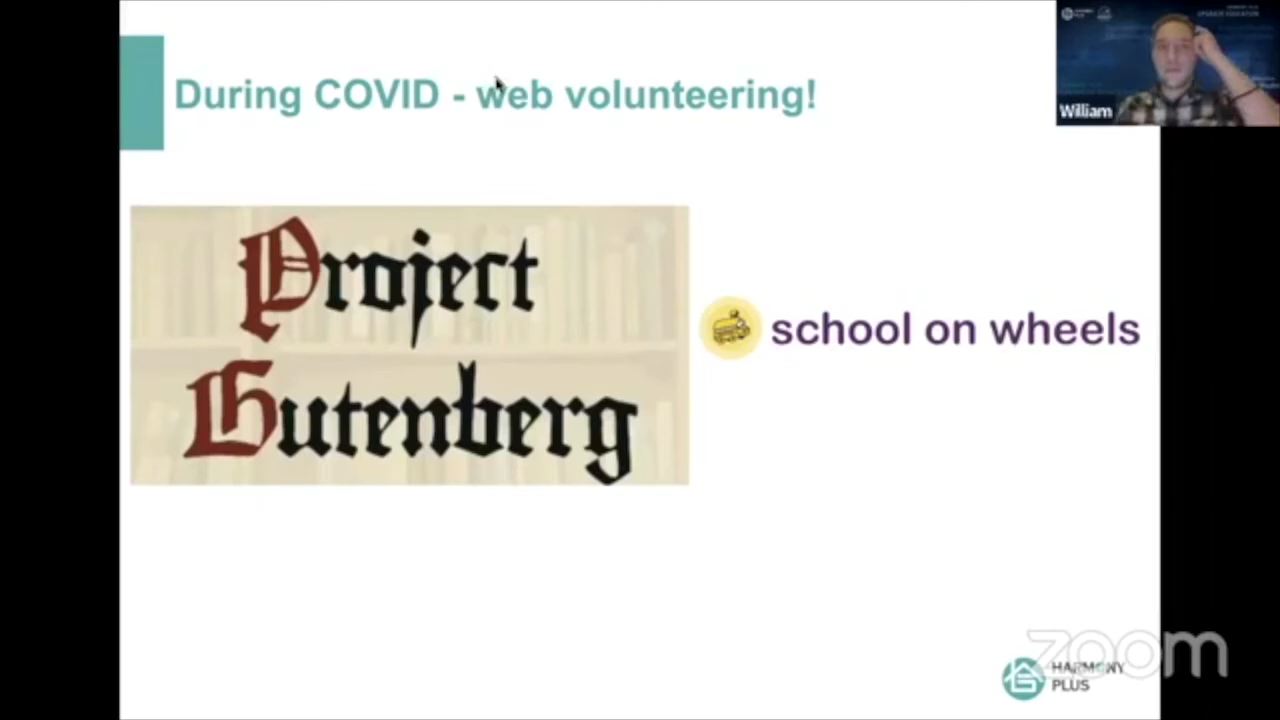 During COVID - web volunteering!
William
Project
Gutenberg
school on wheels
zoom
HARMONY
PLUS